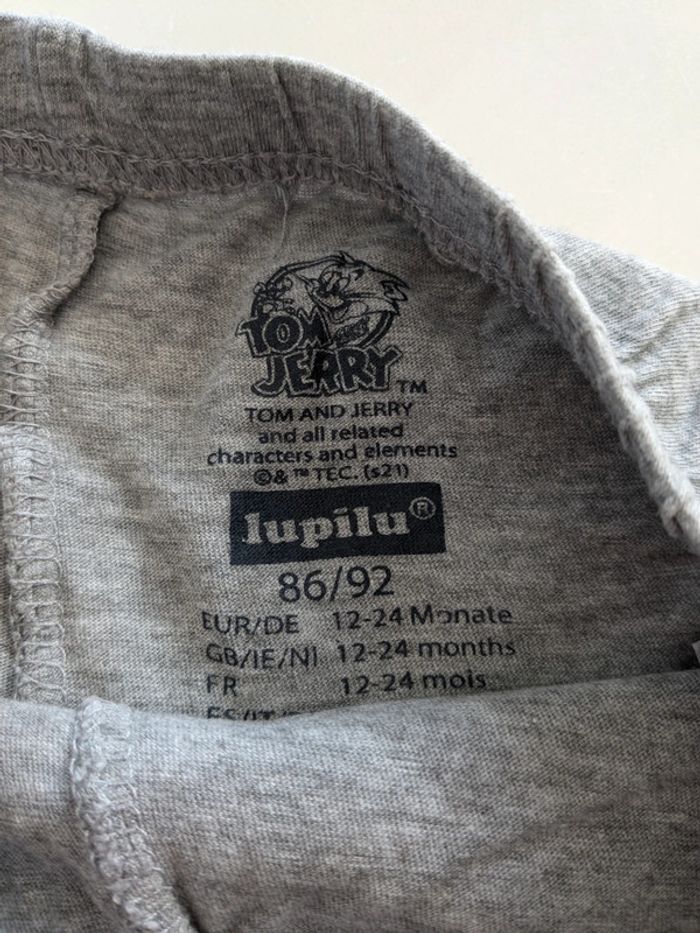 TOM
JERRY™
TOM AND JERRY
and all related
characters and elements
©& ™ TEC. (s21)
lupilu®
86/92
EUR/DE 12-24 Monate
GB/IE/NI 12-24 months
FR 12-24 mois